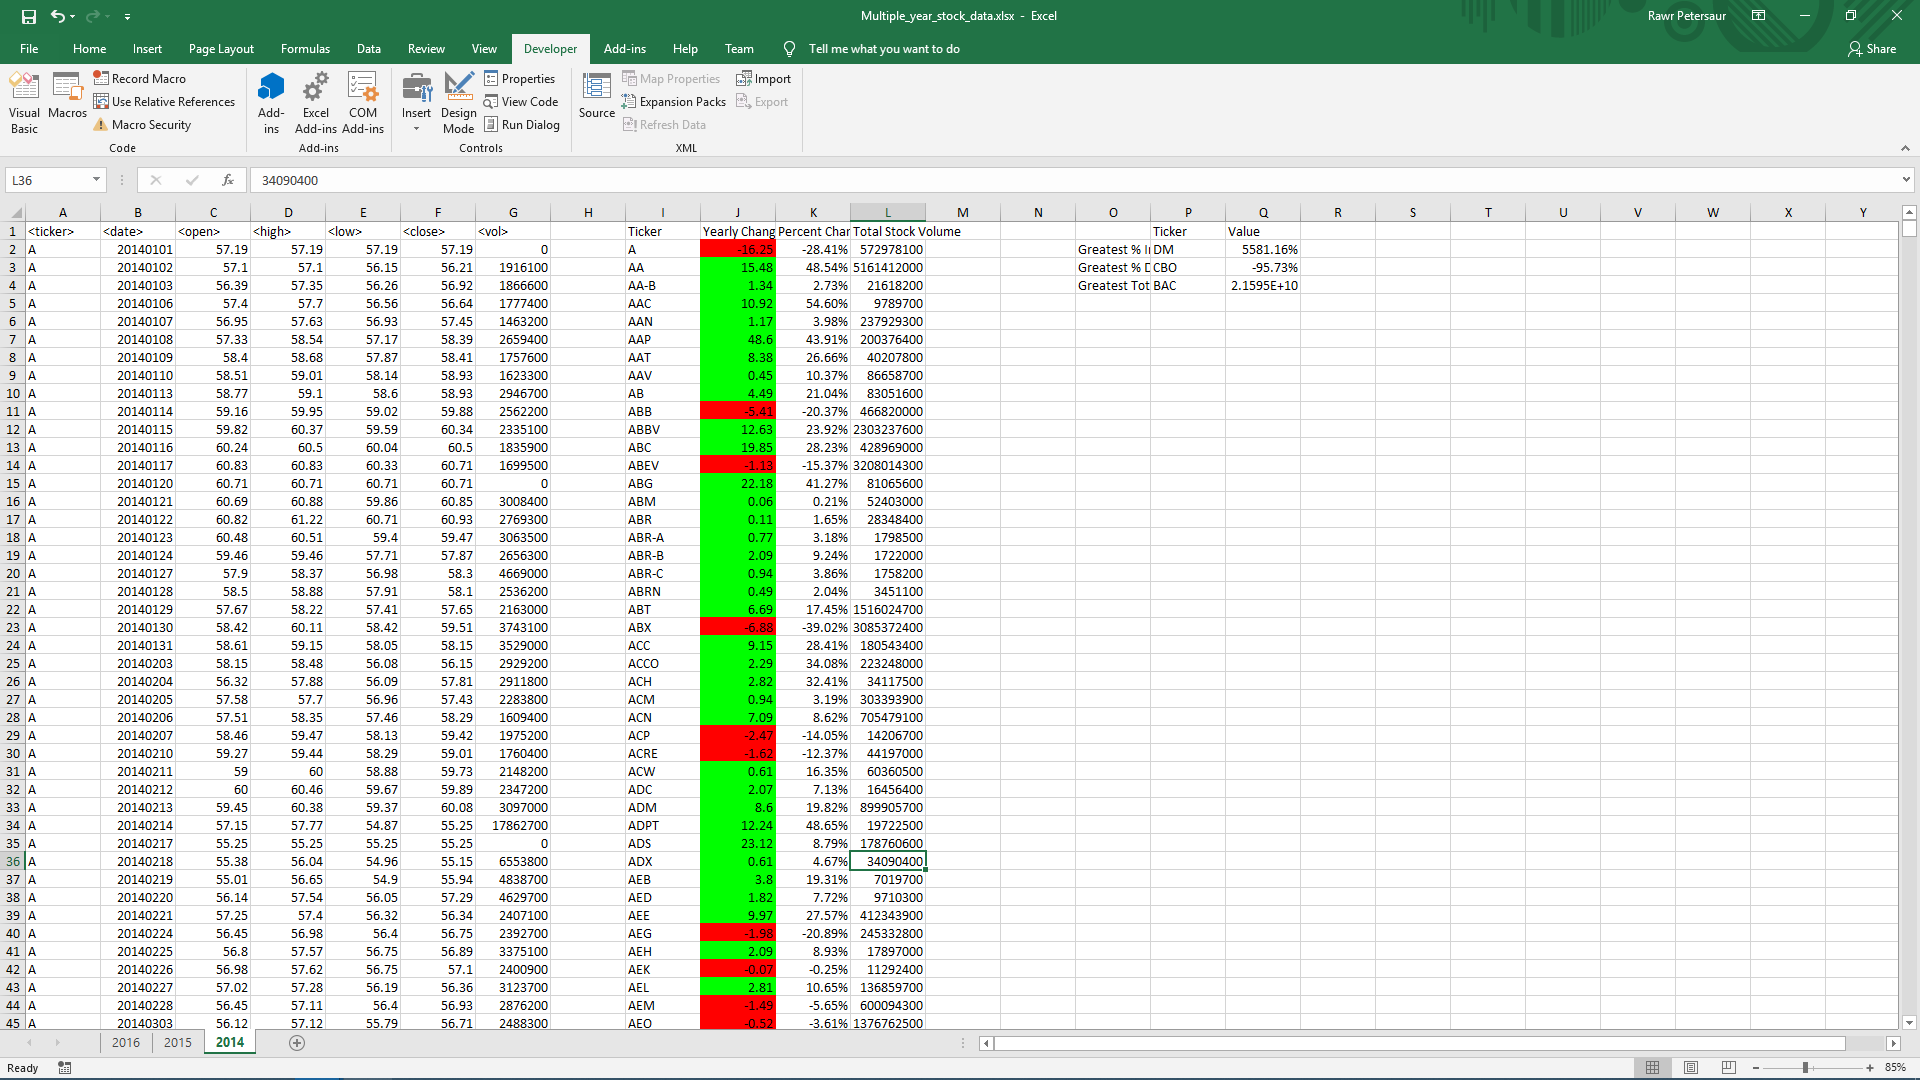 Multiple_year_stock_data.xlsx - Excel
Rawr Petersaur
File Home Insert Page Layout Formulas Data Review View Developer Add-ins Help Team Tell me what you want to do Share
Visual Basic
Macros
Record Macro
Use Relative References
Macro Security
Code
Add-ins
Excel Add-ins
COM Add-ins
Add-ins
Insert
Design Mode
Properties
View Code
Run Dialog
Controls
Source
Map Properties
Expansion Packs
Refresh Data
Import
Export
XML
L36 fx 34090400
A B C D E F G H I J K L M N O P Q R S T U V W X Y
1 <ticker> <date> <open> <high> <low> <close> <vol> Ticker Yearly Chang Percent Char Total Stock Volume Ticker Value
2 A 20140101 57.19 57.19 57.19 57.19 0 A -16.25 -28.41% 572978100 Greatest % I DM 5581.16%
3 A 20140102 57.1 57.1 56.15 56.21 1916100 AA 15.48 48.54% 5161412000 Greatest % D CBO -95.73%
4 A 20140103 56.39 57.35 56.26 56.92 1866600 AA-B 1.34 2.73% 21618200 Greatest Tot BAC 2.1595E+10
5 A 20140106 57.4 57.7 56.56 56.64 1777400 AAC 10.92 54.60% 9789700
6 A 20140107 56.95 57.63 56.93 57.45 1463200 AAN 1.17 3.98% 237929300
7 A 20140108 57.33 58.54 57.17 58.39 2659400 AAP 48.6 43.91% 200376400
8 A 20140109 58.4 58.68 57.87 58.41 1757600 AAT 8.38 26.66% 40207800
9 A 20140110 58.51 59.01 58.14 58.93 1623300 AAV 0.45 10.37% 86658700
10 A 20140113 58.77 59.1 58.6 58.93 2946700 AB 4.49 21.04% 83051600
11 A 20140114 59.16 59.95 59.02 59.88 2562200 ABB -5.41 -20.37% 466820000
12 A 20140115 59.82 60.37 59.59 60.34 2335100 ABBV 12.63 23.92% 2303237600
13 A 20140116 60.24 60.5 60.04 60.5 1835900 ABC 19.85 28.23% 428969000
14 A 20140117 60.83 60.83 60.33 60.71 1699500 ABEV -1.13 -15.37% 3208014300
15 A 20140120 60.71 60.71 60.71 60.71 0 ABG 22.18 41.27% 81065600
16 A 20140121 60.69 60.88 59.86 60.85 3008400 ABM 0.06 0.21% 52403000
17 A 20140122 60.82 61.22 60.71 60.93 2769300 ABR 0.11 1.65% 28348400
18 A 20140123 60.48 60.51 59.4 59.47 3063500 ABR-A 0.77 3.18% 1798500
19 A 20140124 59.46 59.46 57.71 57.87 2656300 ABR-B 2.09 9.24% 1722000
20 A 20140127 57.9 58.37 56.98 58.3 4669000 ABR-C 0.94 3.86% 1758200
21 A 20140128 58.5 58.88 57.91 58.1 2536200 ABRN 0.49 2.04% 3451100
22 A 20140129 57.67 58.22 57.41 57.65 2163000 ABT 6.69 17.45% 1516024700
23 A 20140130 58.42 60.11 58.42 59.51 3743100 ABX -6.88 -39.02% 3085372400
24 A 20140131 58.61 59.15 58.05 58.15 3529000 ACC 9.15 28.41% 180543400
25 A 20140203 58.15 58.48 56.08 56.15 2929200 ACCO 2.29 34.08% 223248000
26 A 20140204 56.32 57.88 56.09 57.81 2911800 ACH 2.82 32.41% 34117500
27 A 20140205 57.58 57.7 56.96 57.43 2283800 ACM 0.94 3.19% 303393900
28 A 20140206 57.51 58.35 57.46 58.29 1609400 ACN 7.09 8.62% 705479100
29 A 20140207 58.46 59.47 58.13 59.42 1975200 ACP -2.47 -14.05% 14206700
30 A 20140210 59.27 59.44 58.29 59.01 1760400 ACRE -1.62 -12.37% 44197000
31 A 20140211 59 60 58.88 59.73 2148200 ACW 0.61 16.35% 60360500
32 A 20140212 60 60.46 59.67 59.89 2347200 ADC 2.07 7.13% 16456400
33 A 20140213 59.45 60.38 59.37 60.08 3097000 ADM 8.6 19.82% 899905700
34 A 20140214 57.15 57.77 54.87 55.25 17862700 ADPT 12.24 48.65% 19722500
35 A 20140217 55.25 55.25 55.25 55.25 0 ADS 23.12 8.79% 178760600
36 A 20140218 55.38 56.04 54.96 55.15 6553800 ADX 0.61 4.67% 34090400
37 A 20140219 55.01 56.65 54.9 55.94 4838700 AEB 3.8 19.31% 7019700
38 A 20140220 56.14 57.54 56.05 57.29 4629700 AED 1.82 7.72% 9710300
39 A 20140221 57.25 57.4 56.32 56.34 2407100 AEE 9.97 27.57% 412343900
40 A 20140224 56.45 56.98 56.4 56.75 2392700 AEG -1.98 -20.89% 245332800
41 A 20140225 56.8 57.57 56.75 56.89 3375100 AEH 2.09 8.93% 17897000
42 A 20140226 56.98 57.62 56.75 57.1 2400900 AEK -0.07 -0.25% 11292400
43 A 20140227 57.02 57.28 56.19 56.36 3123700 AEL 2.81 10.65% 136859700
44 A 20140228 56.45 57.11 56.4 56.93 2876200 AEM -1.49 -5.65% 600094300
45 A 20140303 56.12 57.12 55.79 56.71 2488300 AEO -0.52 -3.61% 1376762500
2016 2015 2014
Ready 85%